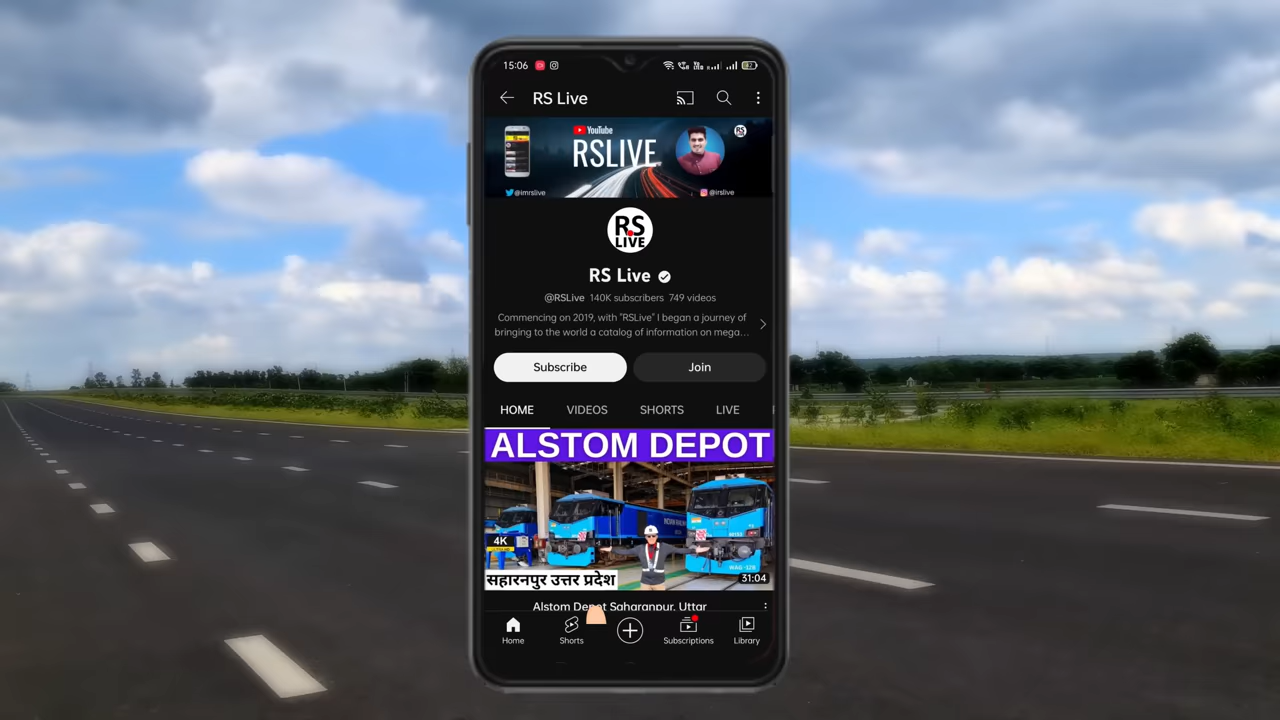 15:06
RS Live
YouTube
RSLIVE
RS
@imrslive
@irslive
RS
LIVE
RS Live
@RSLive 140K subscribers 749 videos
Commencing on 2019, with "RSLive" I began a journey of
bringing to the world a catalog of information on mega...
Subscribe
Join
HOME VIDEOS SHORTS LIVE
ALSTOM DEPOT
4K
WAG-12B
सहारनपुर उत्तर प्रदेश
31:04
Alstom Depot Saharanpur, Uttar
Home
Shorts
Subscriptions
Library